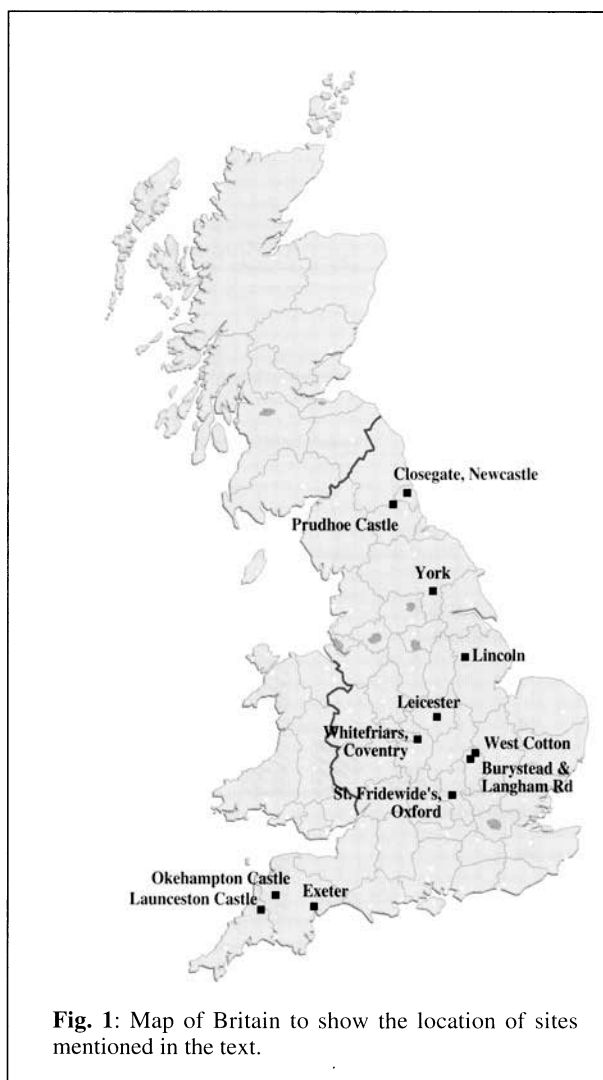 Closegate, Newcastle
Prudhoe Castle
York
Lincoln
Leicester
Whitefriars,
Coventry
West Cotton
Burystead &
Langham Rd
St. Fridewide's,
Oxford
Okehampton Castle
Launceston Castle
Exeter
Fig. 1: Map of Britain to show the location of sites
mentioned in the text.